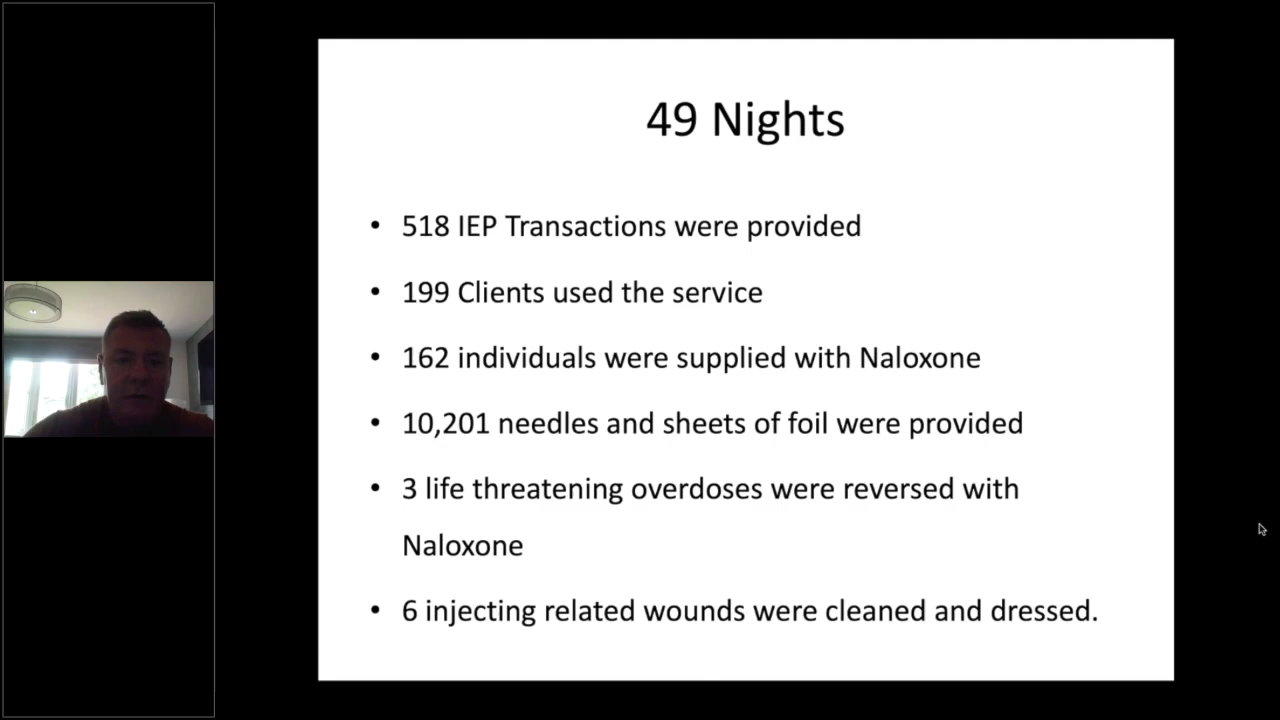 49 Nights
• 518 IEP Transactions were provided
• 199 Clients used the service
• 162 individuals were supplied with Naloxone
• 10,201 needles and sheets of foil were provided
• 3 life threatening overdoses were reversed with
Naloxone
• 6 injecting related wounds were cleaned and dressed.